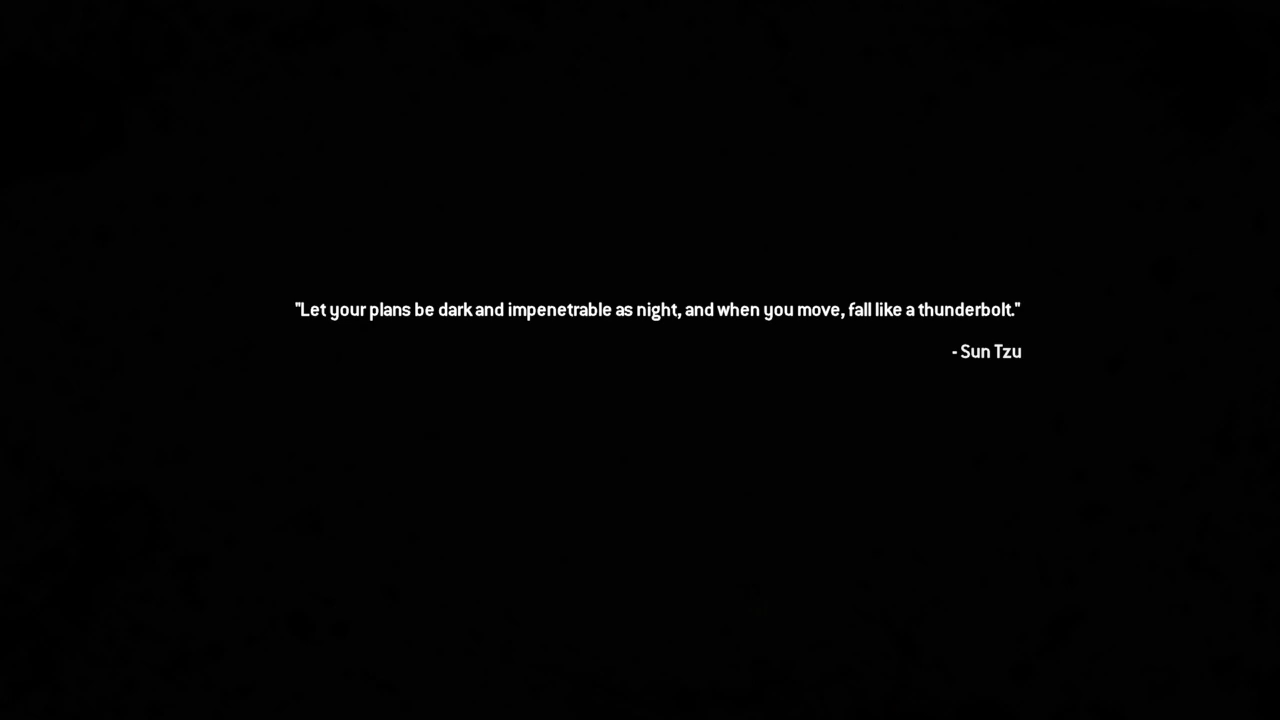 "Let your plans be dark and impenetrable as night, and when you move, fall like a thunderbolt."
- Sun Tzu